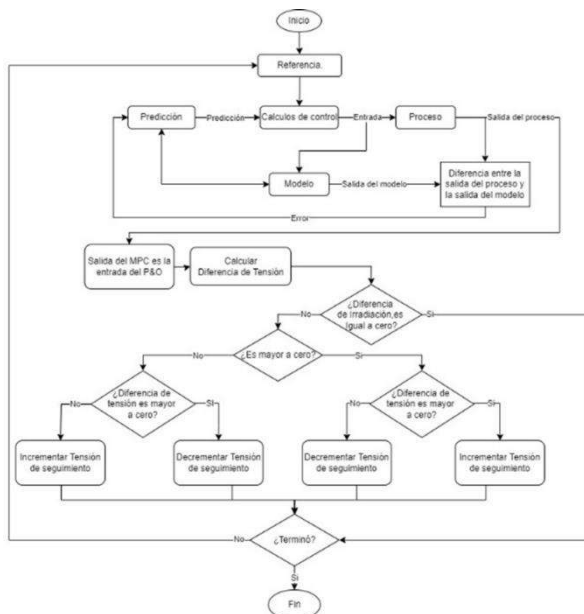 Inicio
Referencia.
Predicción
Predicción
Calculos de control
Entrada
Proceso
Salida del proceso
Modelo
Salida del modelo
Diferencia entre la
salida del proceso y
la salida del modelo
Error
Salida del MPC es la
entrada del P&O
Calcular
Diferencia de Tensión
¿Diferencia
de Irradiación,es
Igual a cero?
No
Si
¿Es mayor a cero?
No
Si
¿Diferencia de
tensión es mayor
a cero?
No
Si
¿Diferencia de
tensión es mayor
a cero?
No
Si
Incrementar Tensión
de seguimiento
Decrementar Tensión
de seguimiento
Decrementar Tensión
de seguimiento
Incrementar Tensión
de seguimiento
No
¿Terminó?
Si
Fin